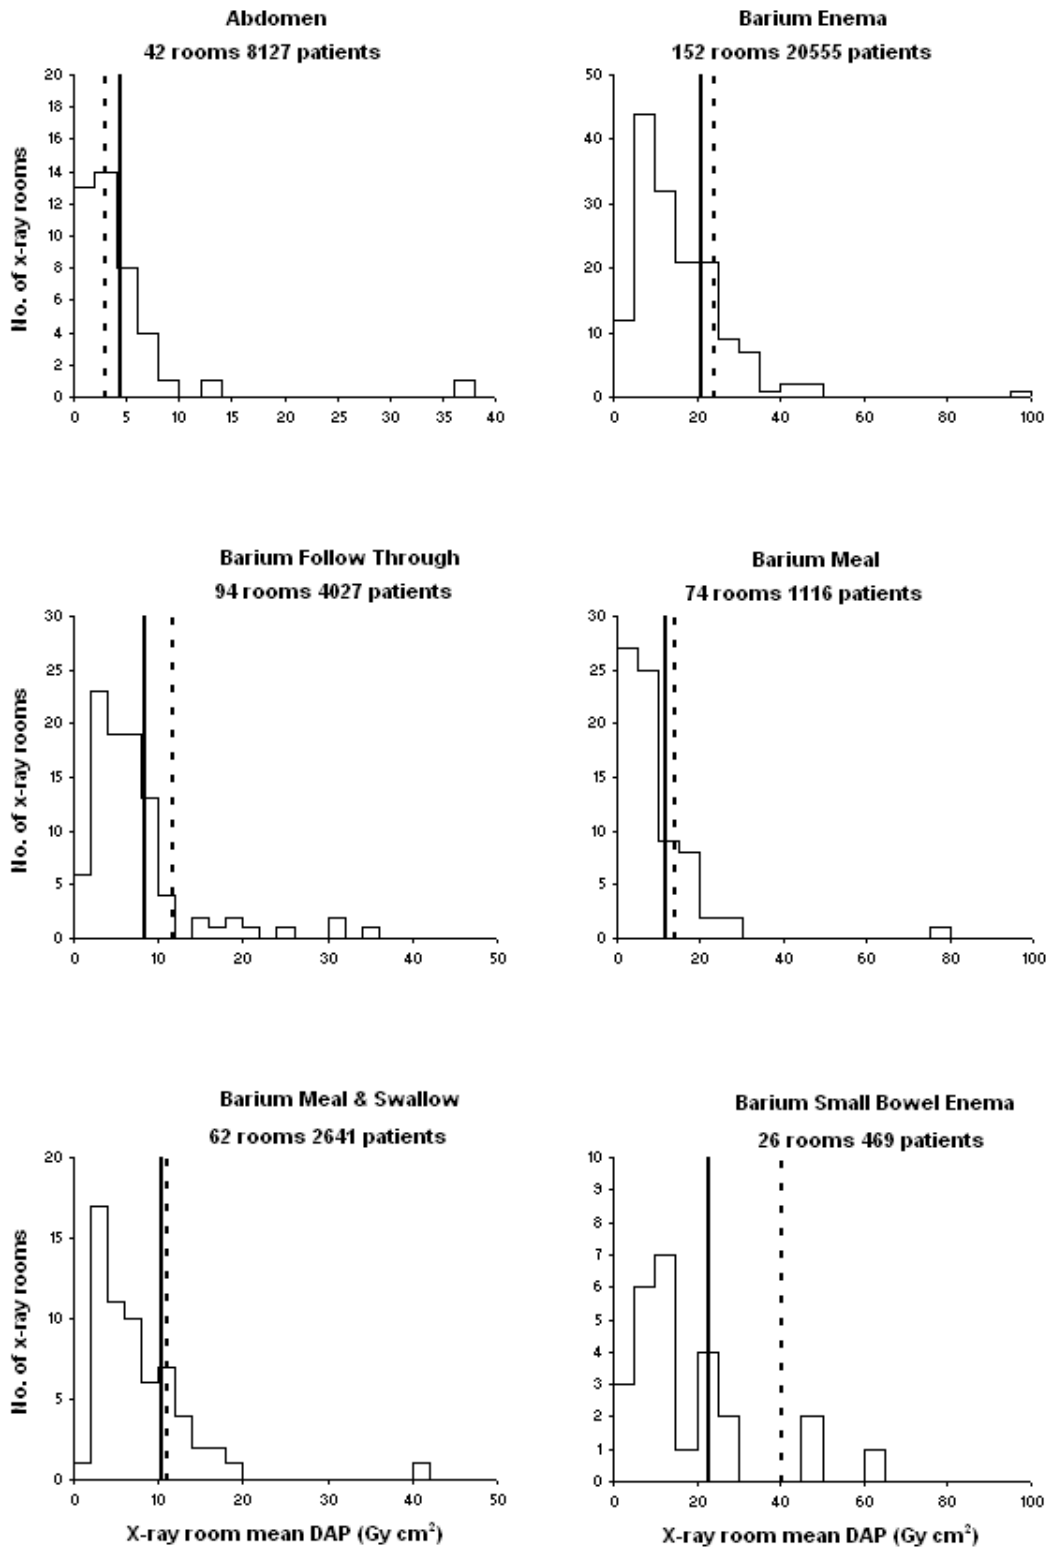 Abdomen
42 rooms 8127 patients
No. of x-ray rooms
20
18
16
14
12
10
8
6
4
2
0
0 5 10 15 20 25 30 35 40
Barium Enema
152 rooms 20555 patients
50
40
30
20
10
0
0 20 40 60 80 100
Barium Follow Through
94 rooms 4027 patients
No. of x-ray rooms
30
25
20
15
10
5
0
0 10 20 30 40 50
Barium Meal
74 rooms 1116 patients
30
25
20
15
10
5
0
0 20 40 60 80 100
Barium Meal & Swallow
62 rooms 2641 patients
No. of x-ray rooms
20
15
10
5
0
0 10 20 30 40 50
X-ray room mean DAP (Gy cm²)
Barium Small Bowel Enema
26 rooms 469 patients
10
9
8
7
6
5
4
3
2
1
0
0 20 40 60 80 100
X-ray room mean DAP (Gy cm²)